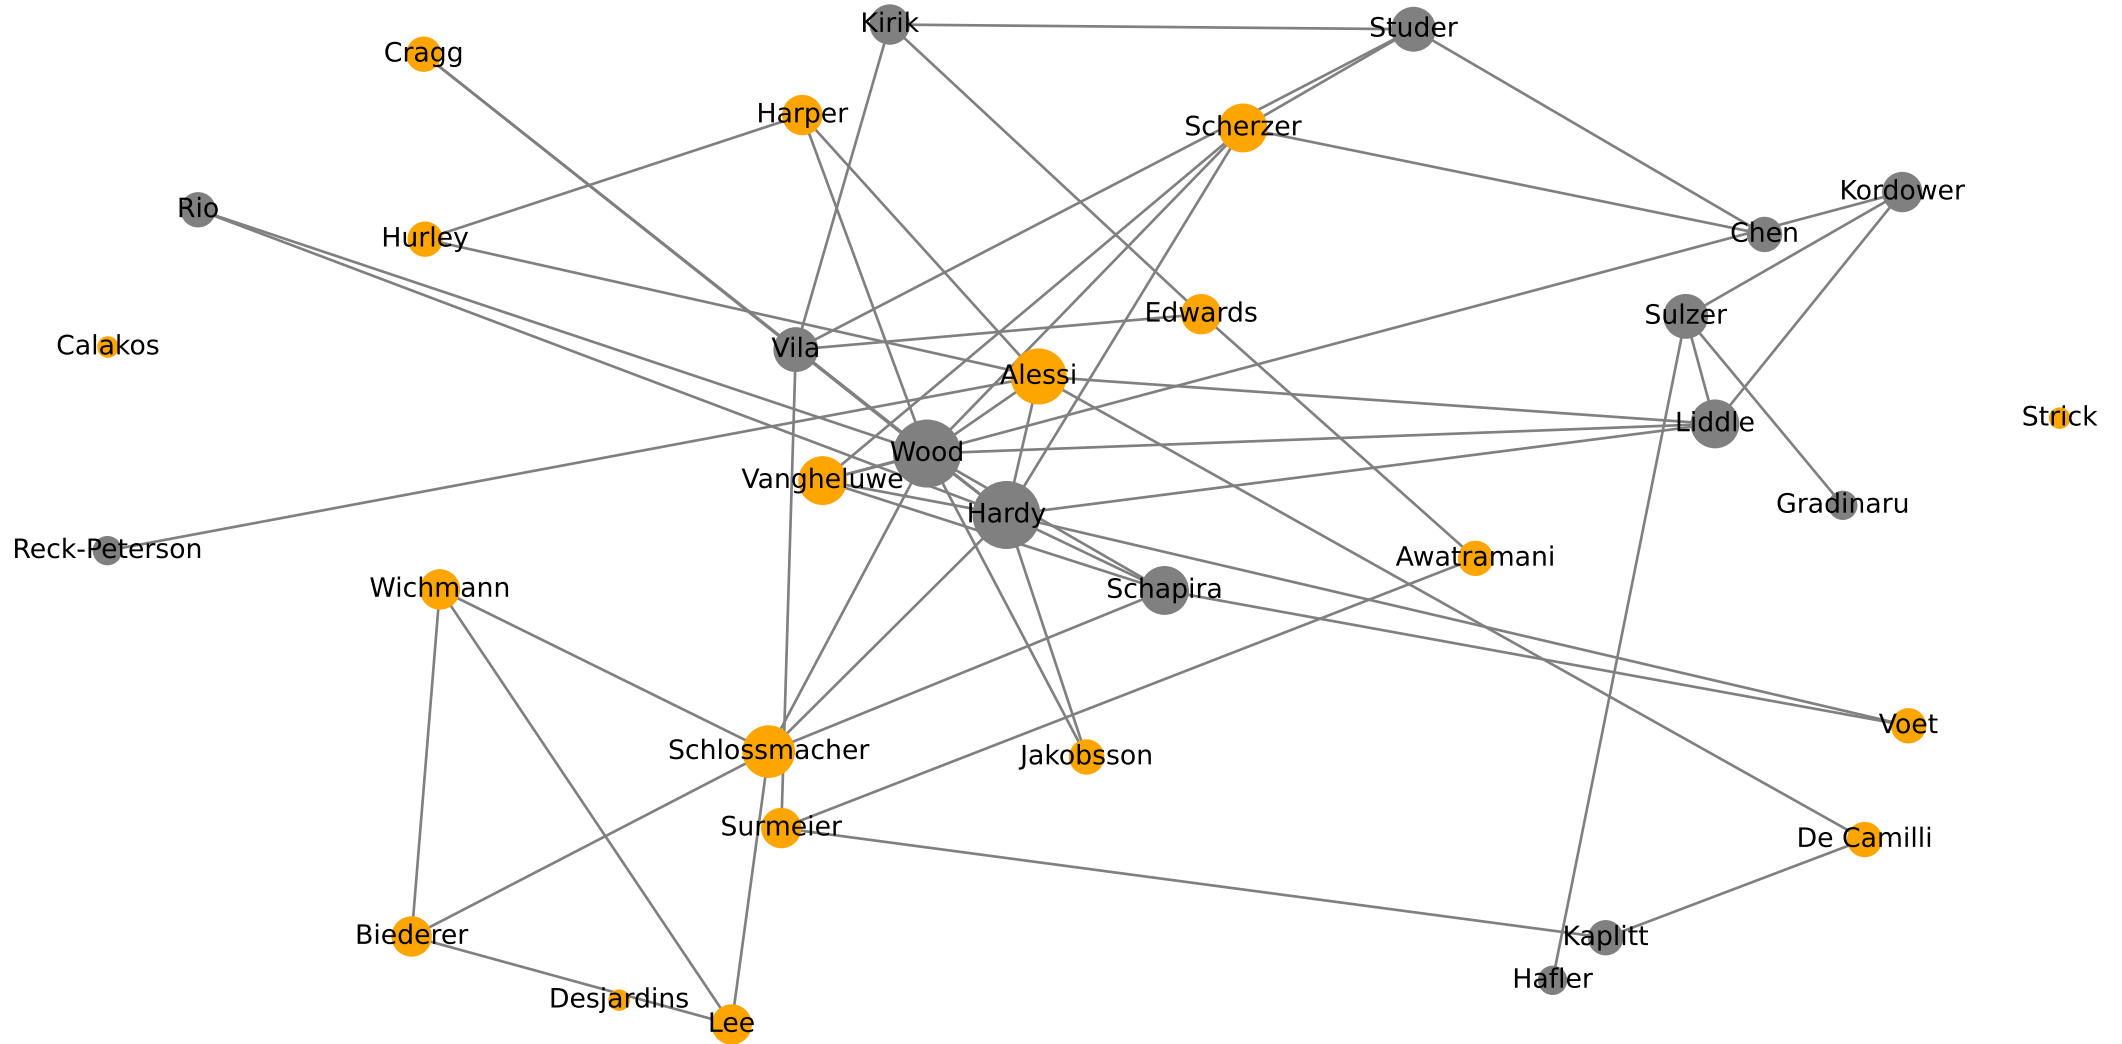 Kirik
Studer
Cragg
Harper
Scherzer
Kordower
Rio
Chen
Hurley
Edwards
Sulzer
Calakos
Vila
Alessi
Strick
Liddle
Wood
Vangheluwe
Gradinaru
Hardy
Reck-Peterson
Awatramani
Wichmann
Schapira
Voet
Schlossmacher
Jakobsson
Surmeier
De Camilli
Biederer
Kaplitt
Hafler
Desjardins
Lee